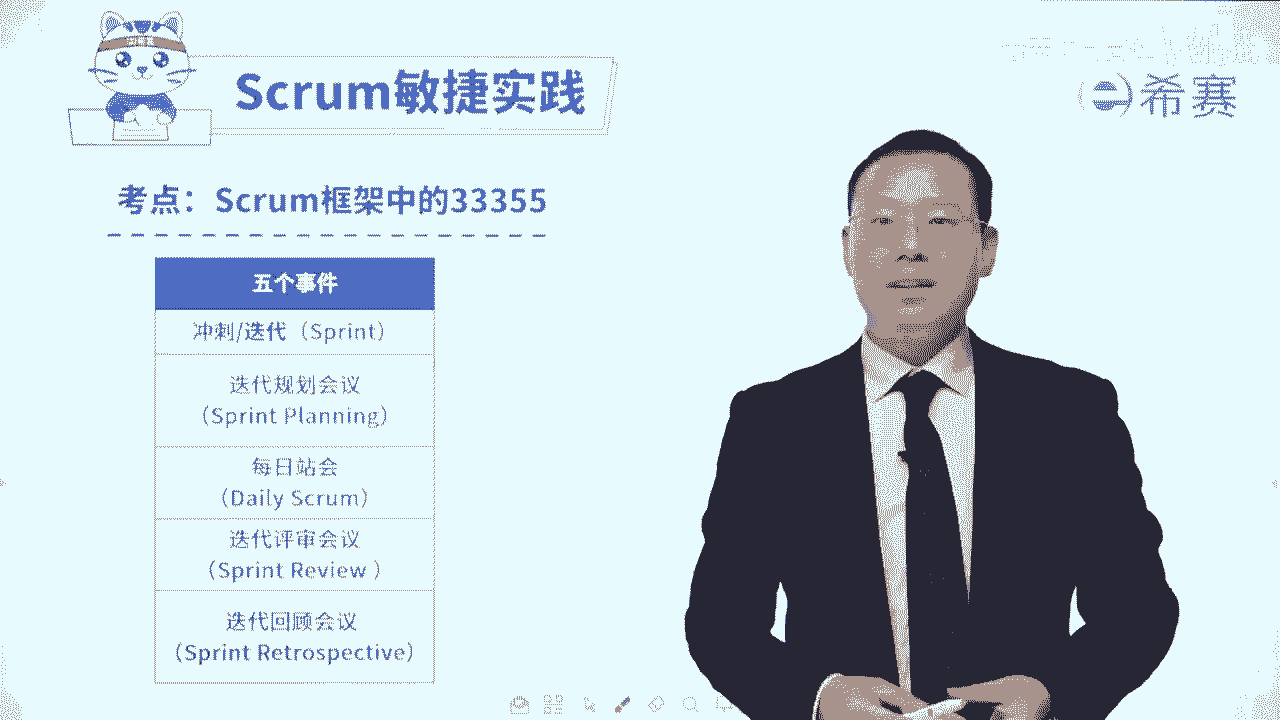 Scrum敏捷实践
希赛
考点：Scrum框架中的33355
五个事件
冲刺/迭代（Sprint）
迭代规划会议
（Sprint Planning）
每日站会
（Daily Scrum）
迭代评审会议
（Sprint Review ）
迭代回顾会议
（Sprint Retrospective）